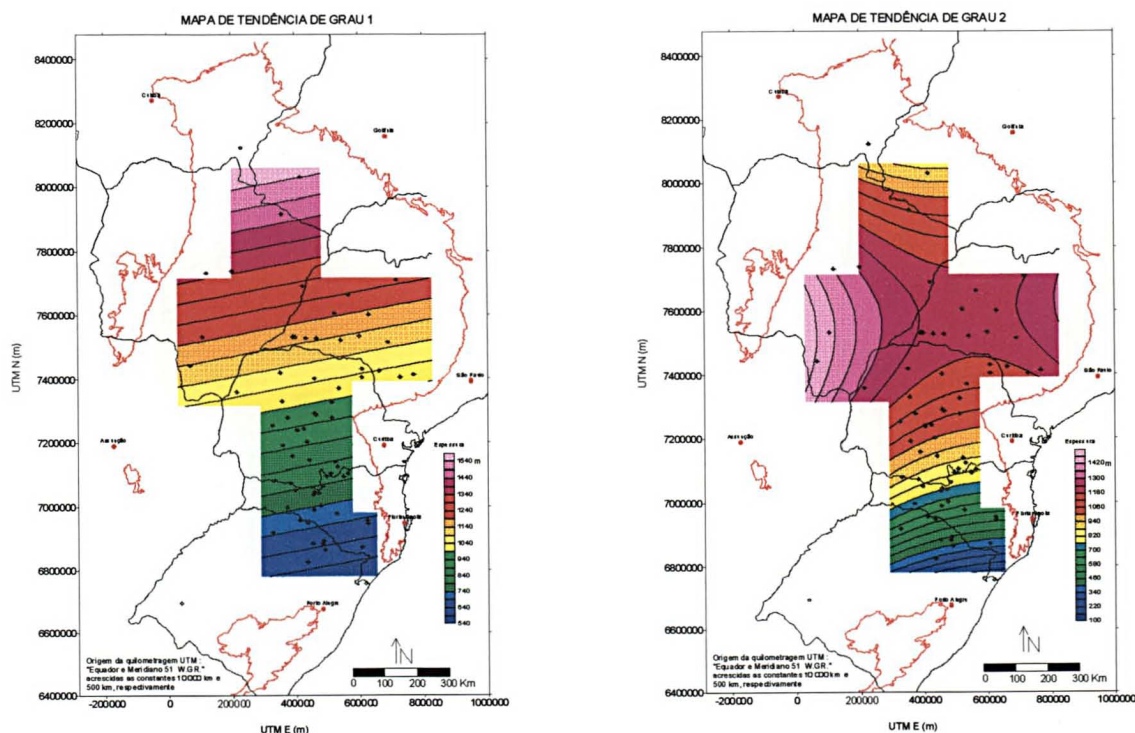 MAPA DE TENDÊNCIA DE GRAU 1
8400000
8200000
8000000
7800000
7600000
7400000
7200000
7000000
6800000
6600000
6400000
UTM N (m)
Cuiabá
Goiânia
São Paulo
Assunção
Curitiba
Florianópolis
Porto Alegre
Espessura
1540 m
1440
1340
1240
1140
1040
940
840
740
640
540
Origem da quilometragem UTM :
"Equador e Meridiano 51 W.GR."
acrescidas as constantes 10000 km e
500 km, respectivamente
N
0 100 200 300 Km
-200000 0 200000 400000 600000 800000 1000000
UTM E (m)
MAPA DE TENDÊNCIA DE GRAU 2
8400000
8200000
8000000
7800000
7600000
7400000
7200000
7000000
6800000
6600000
6400000
UTM N (m)
Cuiabá
Goiânia
São Paulo
Assunção
Curitiba
Florianópolis
Porto Alegre
Espessura
1420 m
1300
1180
1060
940
820
700
580
460
340
220
100
Origem da quilometragem UTM :
"Equador e Meridiano 51 W.GR."
acrescidas as constantes 10000 km e
500 km, respectivamente
N
0 100 200 300 Km
-200000 0 200000 400000 600000 800000 1000000
UTM E (m)